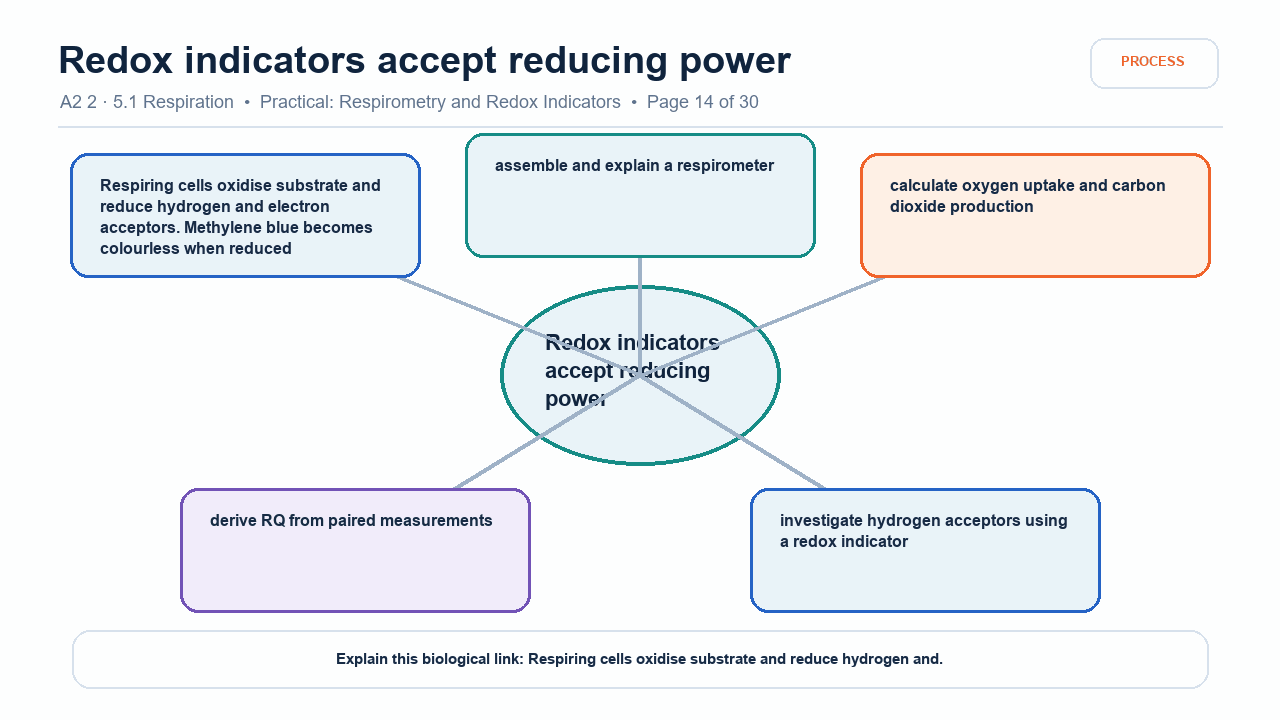 Redox indicators accept reducing power
PROCESS
A2 2 · 5.1 Respiration • Practical: Respirometry and Redox Indicators • Page 14 of 30
Respiring cells oxidise substrate and
reduce hydrogen and electron
acceptors. Methylene blue becomes
colourless when reduced
assemble and explain a respirometer
calculate oxygen uptake and carbon
dioxide production
Redox indicators
accept reducing
power
derive RQ from paired measurements
investigate hydrogen acceptors using
a redox indicator
Explain this biological link: Respiring cells oxidise substrate and reduce hydrogen and.